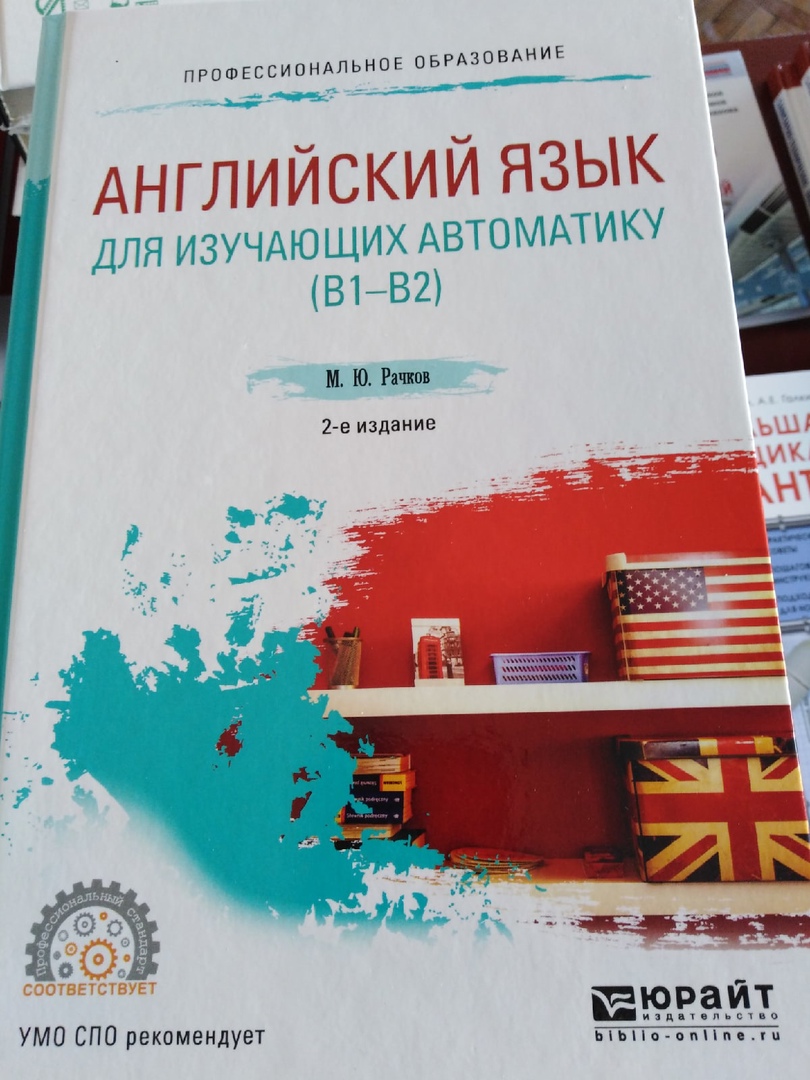 ПРОФЕССИОНАЛЬНОЕ ОБРАЗОВАНИЕ
АНГЛИЙСКИЙ ЯЗЫК
ДЛЯ ИЗУЧАЮЩИХ АВТОМАТИКУ
(B1–B2)
М. Ю. Рачков
2-е издание
Профессиональный стандарт
СООТВЕТСТВУЕТ
УМО СПО рекомендует
ЮРАЙТ
издательство
biblio-online.ru
А.Е.